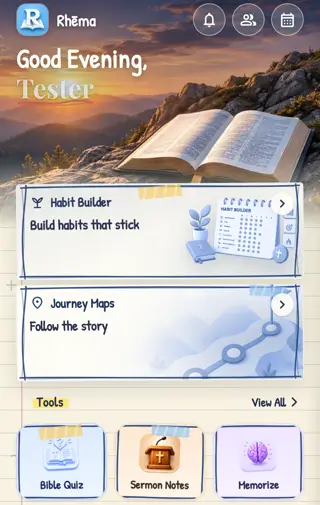 Rhēma
Good Evening,
Tester
Habit Builder
Build habits that stick
HABIT BUILDER
Journey Maps
Follow the story
Tools
View All
Bible Quiz
Sermon Notes
Memorize